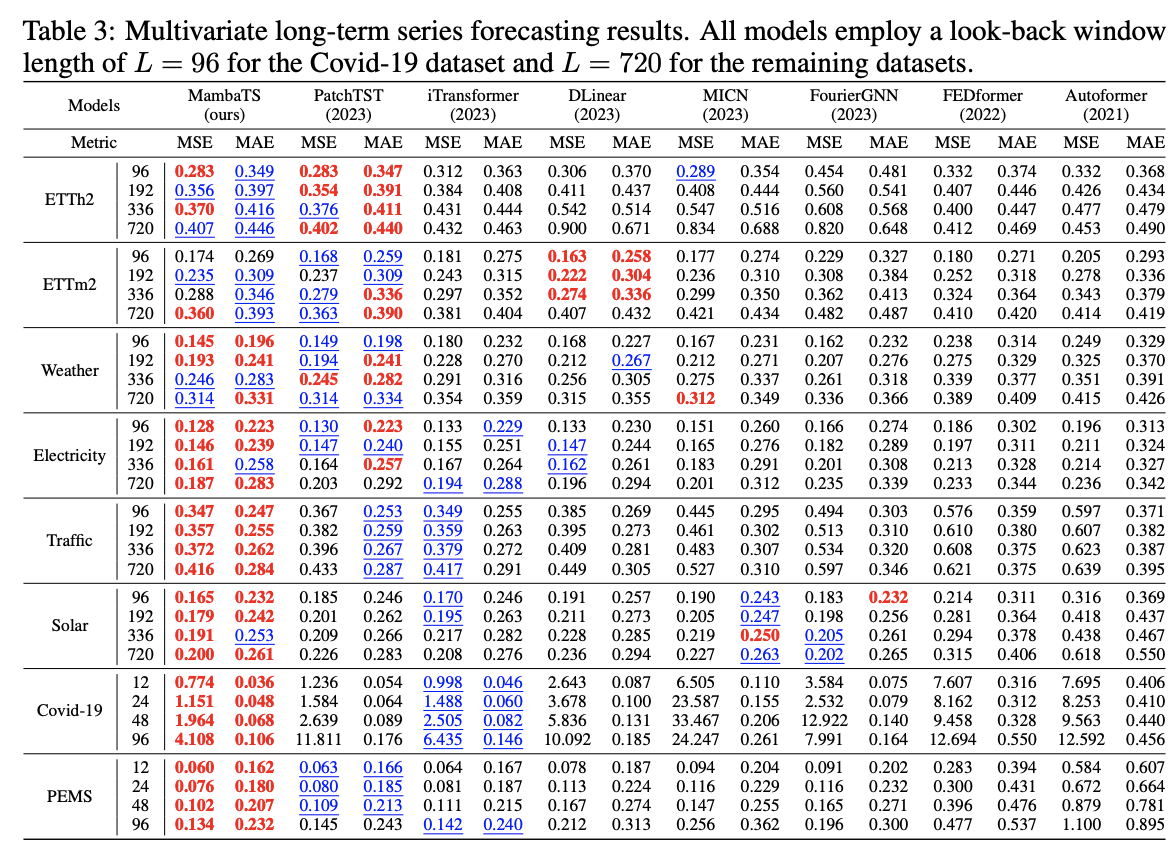 Table 3: Multivariate long-term series forecasting results. All models employ a look-back window
length of L = 96 for the Covid-19 dataset and L = 720 for the remaining datasets.
Models MambaTS (ours) PatchTST (2023) iTransformer (2023) DLinear (2023) MICN (2023) FourierGNN (2023) FEDformer (2022) Autoformer (2021)
Metric MSE MAE MSE MAE MSE MAE MSE MAE MSE MAE MSE MAE MSE MAE MSE MAE
ETTh2
96 0.283 0.349 0.283 0.347 0.312 0.363 0.306 0.370 0.289 0.354 0.454 0.481 0.332 0.374 0.332 0.368
192 0.356 0.397 0.354 0.391 0.384 0.408 0.411 0.437 0.408 0.444 0.560 0.541 0.407 0.446 0.426 0.434
336 0.370 0.416 0.376 0.411 0.431 0.444 0.542 0.514 0.547 0.516 0.608 0.568 0.400 0.447 0.477 0.479
720 0.407 0.446 0.402 0.440 0.432 0.463 0.900 0.671 0.834 0.688 0.820 0.648 0.412 0.469 0.453 0.490
ETTm2
96 0.174 0.269 0.168 0.259 0.181 0.275 0.163 0.258 0.177 0.274 0.229 0.327 0.180 0.271 0.205 0.293
192 0.235 0.309 0.237 0.309 0.243 0.315 0.222 0.304 0.236 0.310 0.308 0.384 0.252 0.318 0.278 0.336
336 0.288 0.346 0.279 0.336 0.297 0.352 0.274 0.336 0.299 0.350 0.362 0.413 0.324 0.364 0.343 0.379
720 0.360 0.393 0.363 0.390 0.381 0.404 0.407 0.432 0.421 0.434 0.482 0.487 0.410 0.420 0.414 0.419
Weather
96 0.145 0.196 0.149 0.198 0.180 0.232 0.168 0.227 0.167 0.231 0.162 0.232 0.238 0.314 0.249 0.329
192 0.193 0.241 0.194 0.241 0.228 0.270 0.212 0.267 0.212 0.271 0.207 0.276 0.275 0.329 0.325 0.370
336 0.246 0.283 0.245 0.282 0.291 0.316 0.256 0.305 0.275 0.337 0.261 0.318 0.339 0.377 0.351 0.391
720 0.314 0.331 0.314 0.334 0.354 0.359 0.315 0.355 0.312 0.349 0.336 0.366 0.389 0.409 0.415 0.426
Electricity
96 0.128 0.223 0.130 0.223 0.133 0.229 0.133 0.230 0.151 0.260 0.166 0.274 0.186 0.302 0.196 0.313
192 0.146 0.239 0.147 0.240 0.155 0.251 0.147 0.244 0.165 0.276 0.182 0.289 0.197 0.311 0.211 0.324
336 0.161 0.258 0.164 0.257 0.167 0.264 0.162 0.261 0.183 0.291 0.201 0.308 0.213 0.328 0.214 0.327
720 0.187 0.283 0.203 0.292 0.194 0.288 0.196 0.294 0.201 0.312 0.235 0.339 0.233 0.344 0.236 0.342
Traffic
96 0.347 0.247 0.367 0.253 0.349 0.255 0.385 0.269 0.445 0.295 0.494 0.303 0.576 0.359 0.597 0.371
192 0.357 0.255 0.382 0.259 0.359 0.263 0.395 0.273 0.461 0.302 0.513 0.310 0.610 0.380 0.607 0.382
336 0.372 0.262 0.396 0.267 0.379 0.272 0.409 0.281 0.483 0.307 0.534 0.320 0.608 0.375 0.623 0.387
720 0.416 0.284 0.433 0.287 0.417 0.291 0.449 0.305 0.527 0.310 0.597 0.346 0.621 0.375 0.639 0.395
Solar
96 0.165 0.232 0.185 0.246 0.170 0.246 0.191 0.257 0.190 0.243 0.183 0.232 0.214 0.311 0.316 0.369
192 0.179 0.242 0.201 0.262 0.195 0.263 0.211 0.273 0.205 0.247 0.198 0.256 0.281 0.364 0.418 0.437
336 0.191 0.253 0.209 0.266 0.217 0.282 0.228 0.285 0.219 0.250 0.205 0.261 0.294 0.378 0.438 0.467
720 0.200 0.261 0.226 0.283 0.208 0.276 0.236 0.294 0.227 0.263 0.202 0.265 0.315 0.406 0.618 0.550
Covid-19
12 0.774 0.036 1.236 0.054 0.998 0.046 2.643 0.087 6.505 0.110 3.584 0.075 7.607 0.316 7.695 0.406
24 1.151 0.048 1.584 0.064 1.488 0.060 3.678 0.100 23.587 0.155 2.532 0.079 8.162 0.312 8.253 0.410
48 1.964 0.068 2.639 0.089 2.505 0.082 5.836 0.131 33.467 0.206 12.922 0.140 9.458 0.328 9.563 0.440
96 4.108 0.106 11.811 0.176 6.435 0.146 10.092 0.185 24.247 0.261 7.991 0.164 12.694 0.550 12.592 0.456
PEMS
12 0.060 0.162 0.063 0.166 0.064 0.167 0.078 0.187 0.094 0.204 0.091 0.202 0.283 0.394 0.584 0.607
24 0.076 0.180 0.080 0.185 0.081 0.187 0.113 0.224 0.116 0.229 0.116 0.232 0.300 0.431 0.672 0.664
48 0.102 0.207 0.109 0.213 0.111 0.215 0.167 0.274 0.147 0.255 0.165 0.271 0.396 0.476 0.879 0.781
96 0.134 0.232 0.145 0.243 0.142 0.240 0.212 0.313 0.256 0.362 0.196 0.300 0.477 0.537 1.100 0.895